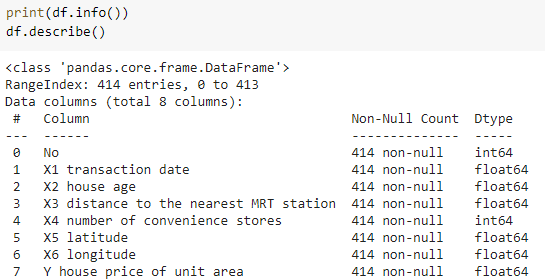 print(df.info())
df.describe()
<class 'pandas.core.frame.DataFrame'>
RangeIndex: 414 entries, 0 to 413
Data columns (total 8 columns):
 #   Column                                  Non-Null Count  Dtype
---  ------                                  --------------  -----
 0   No                                      414 non-null    int64
 1   X1 transaction date                     414 non-null    float64
 2   X2 house age                            414 non-null    float64
 3   X3 distance to the nearest MRT station  414 non-null    float64
 4   X4 number of convenience stores         414 non-null    int64
 5   X5 latitude                             414 non-null    float64
 6   X6 longitude                            414 non-null    float64
 7   Y house price of unit area              414 non-null    float64